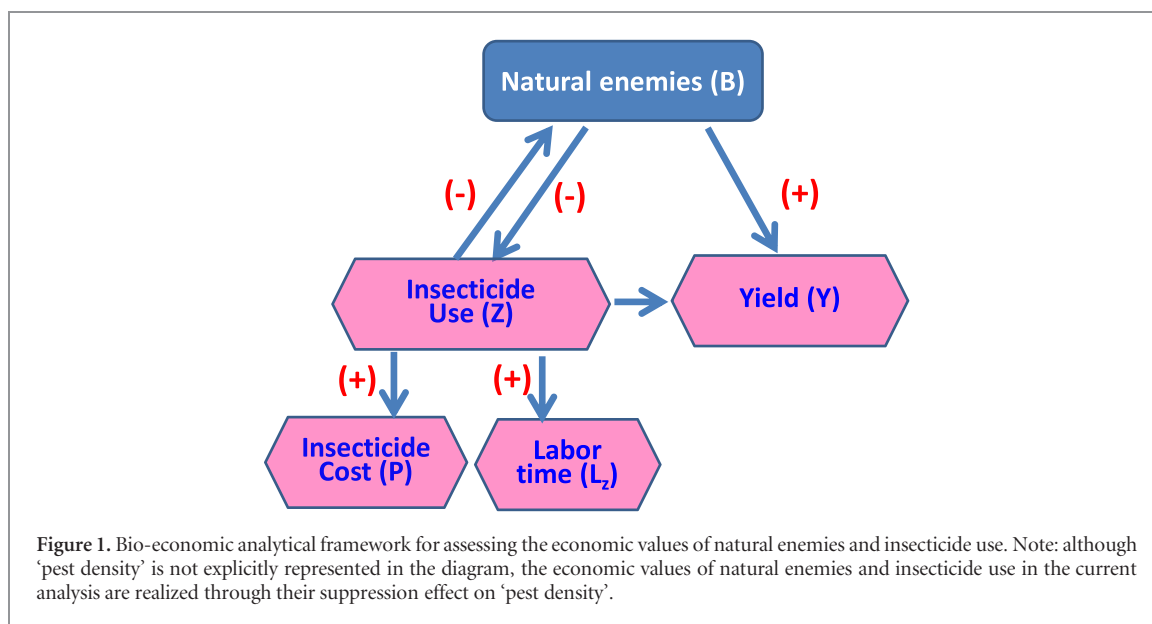 Natural enemies (B)
(-)
(-)
(+)
Insecticide
Use (Z)
Yield (Y)
(+)
(+)
Insecticide
Cost (P)
Labor
time (Lz)
Figure 1. Bio-economic analytical framework for assessing the economic values of natural enemies and insecticide use. Note: although
‘pest density’ is not explicitly represented in the diagram, the economic values of natural enemies and insecticide use in the current
analysis are realized through their suppression effect on ‘pest density’.